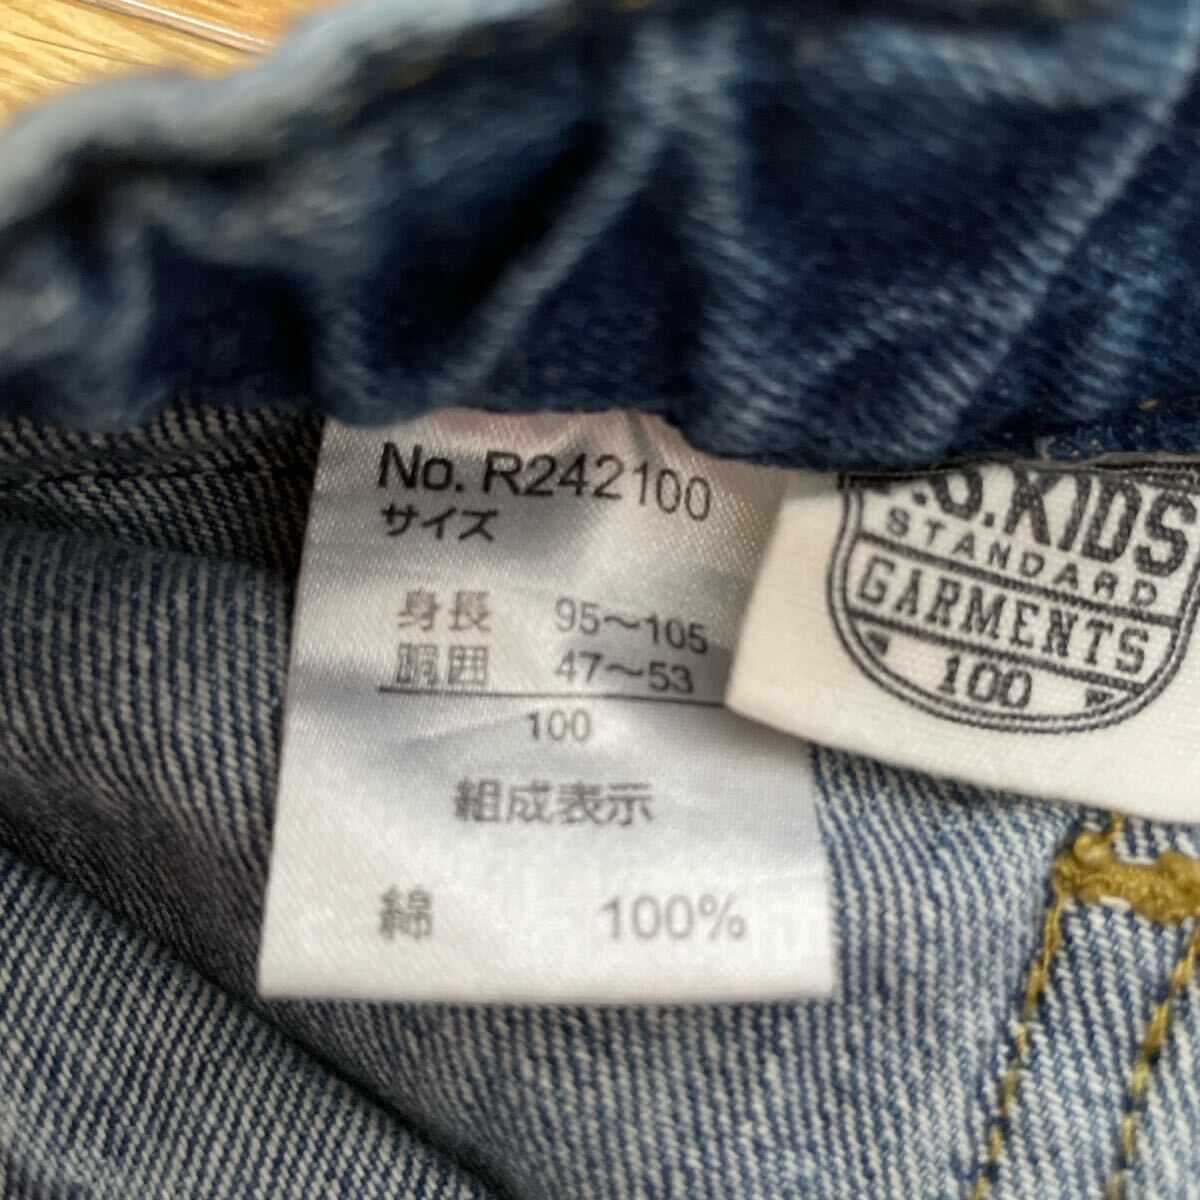 No. R242100
サイズ
身長 95～105
胴囲 47～53
100
組成表示
綿 100%
.S.KIDS
STANDARD
GARMENTS
100